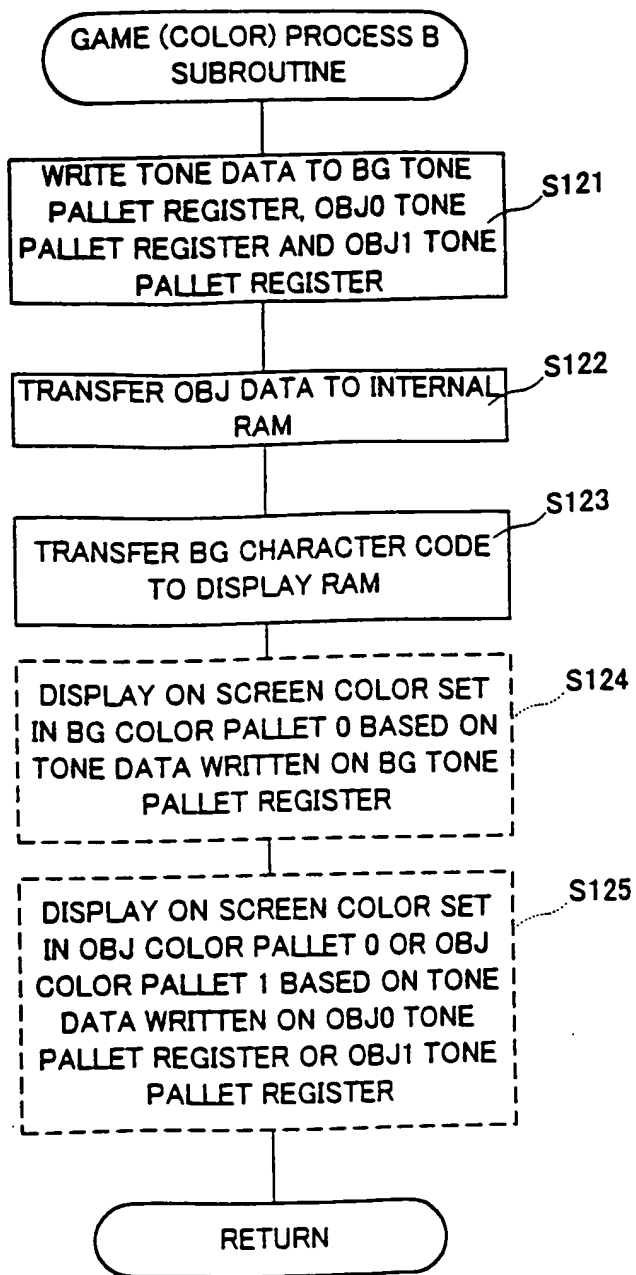 GAME (COLOR) PROCESS B
SUBROUTINE
WRITE TONE DATA TO BG TONE
PALLET REGISTER, OBJ0 TONE
PALLET REGISTER AND OBJ1 TONE
PALLET REGISTER
S121
TRANSFER OBJ DATA TO INTERNAL
RAM
S122
TRANSFER BG CHARACTER CODE
TO DISPLAY RAM
S123
DISPLAY ON SCREEN COLOR SET
IN BG COLOR PALLET 0 BASED ON
TONE DATA WRITTEN ON BG TONE
PALLET REGISTER
S124
DISPLAY ON SCREEN COLOR SET
IN OBJ COLOR PALLET 0 OR OBJ
COLOR PALLET 1 BASED ON TONE
DATA WRITTEN ON OBJ0 TONE
PALLET REGISTER OR OBJ1 TONE
PALLET REGISTER
S125
RETURN